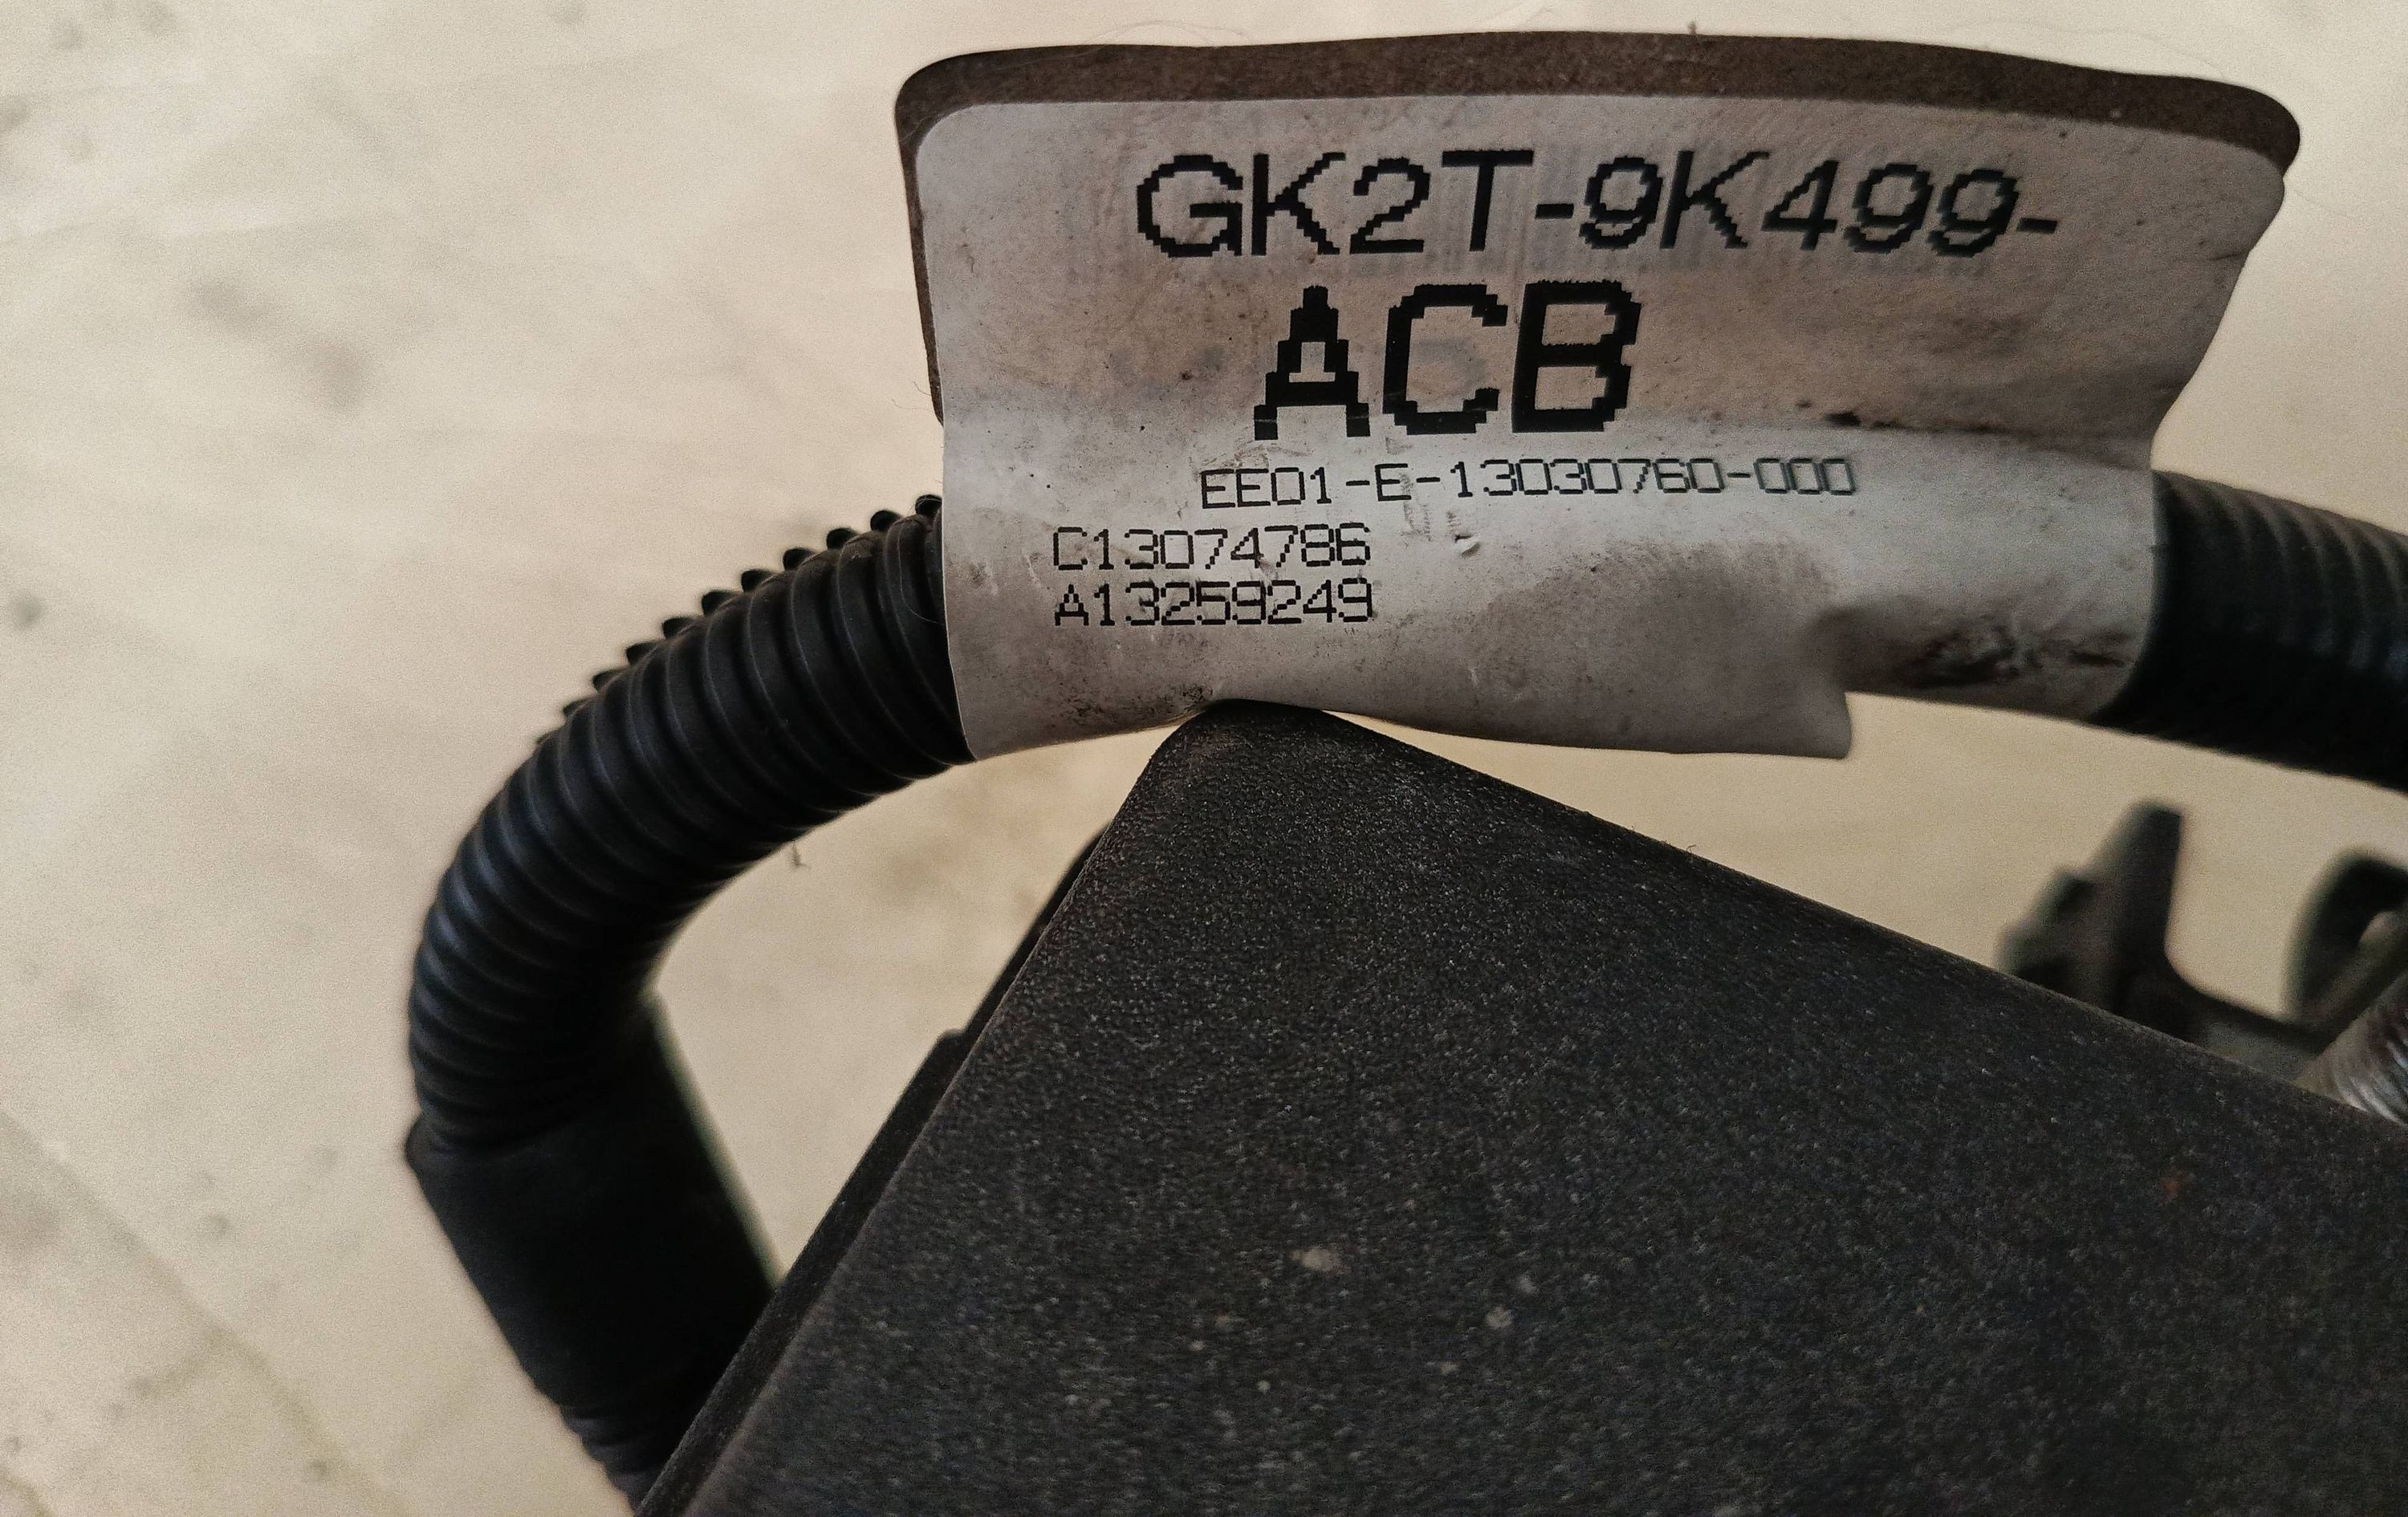 GK2T-9K499-
ACB
EE01-E-13030760-000
C13074786
A13259249